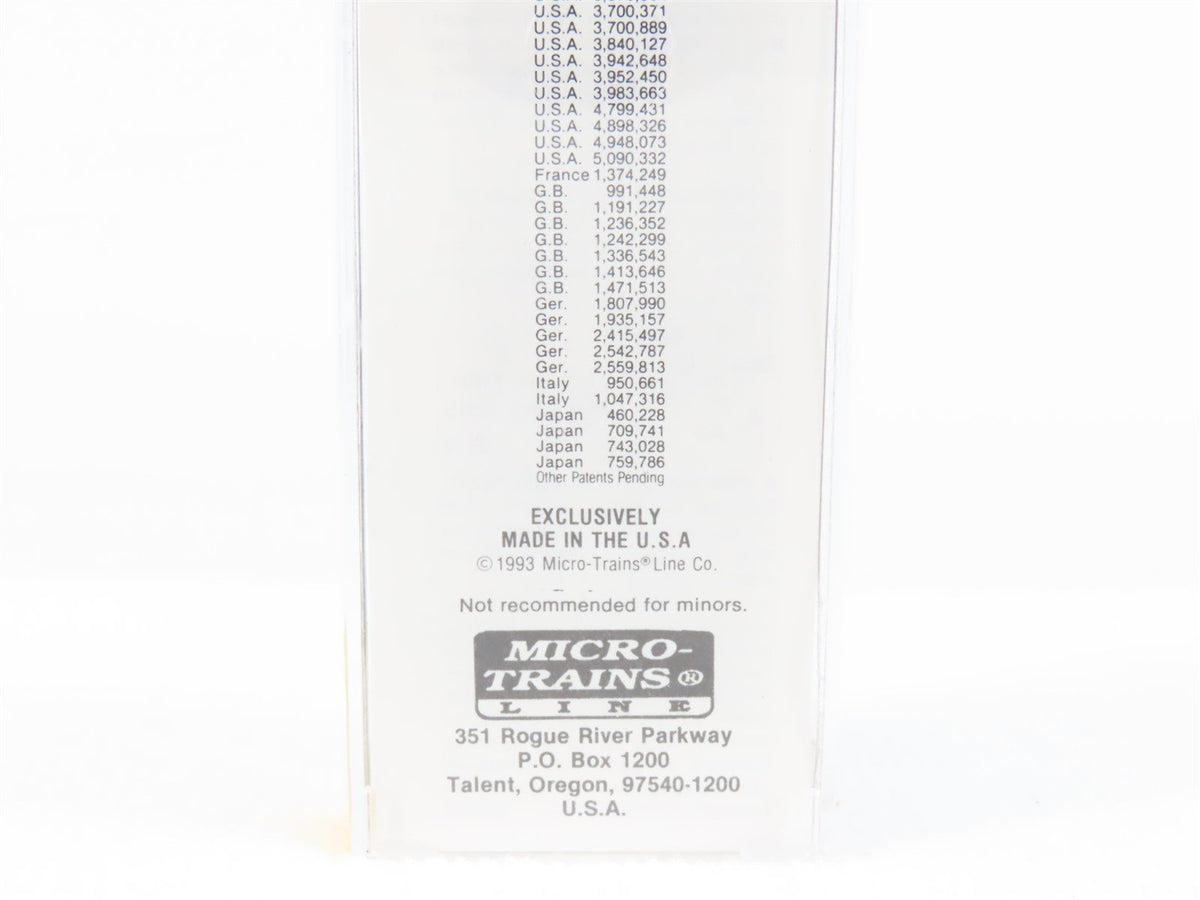 U.S.A. 3,700,371
U.S.A. 3,700,889
U.S.A. 3,840,127
U.S.A. 3,942,648
U.S.A. 3,952,450
U.S.A. 3,983,663
U.S.A. 4,799,431
U.S.A. 4,898,326
U.S.A. 4,948,073
U.S.A. 5,090,332
France 1,374,249
G.B. 991,448
G.B. 1,191,227
G.B. 1,236,352
G.B. 1,242,299
G.B. 1,336,543
G.B. 1,413,646
G.B. 1,471,513
Ger. 1,807,990
Ger. 1,935,157
Ger. 2,415,497
Ger. 2,542,787
Ger. 2,559,813
Italy 950,661
Italy 1,047,316
Japan 460,228
Japan 709,741
Japan 743,028
Japan 759,786
Other Patents Pending
EXCLUSIVELY
MADE IN THE U.S.A
©1993 Micro-Trains® Line Co.
Not recommended for minors.
MICRO-
TRAINS®
LINE
351 Rogue River Parkway
P.O. Box 1200
Talent, Oregon, 97540-1200
U.S.A.